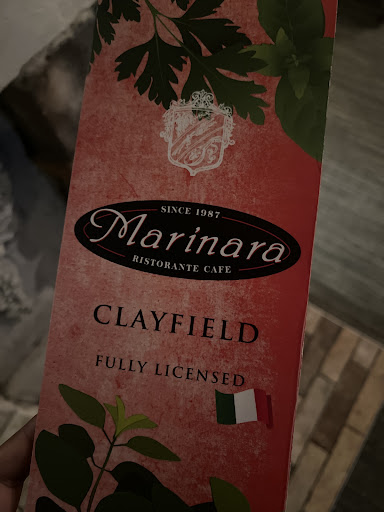 SINCE 1987
Marinara
RISTORANTE CAFE
CLAYFIELD
FULLY LICENSED